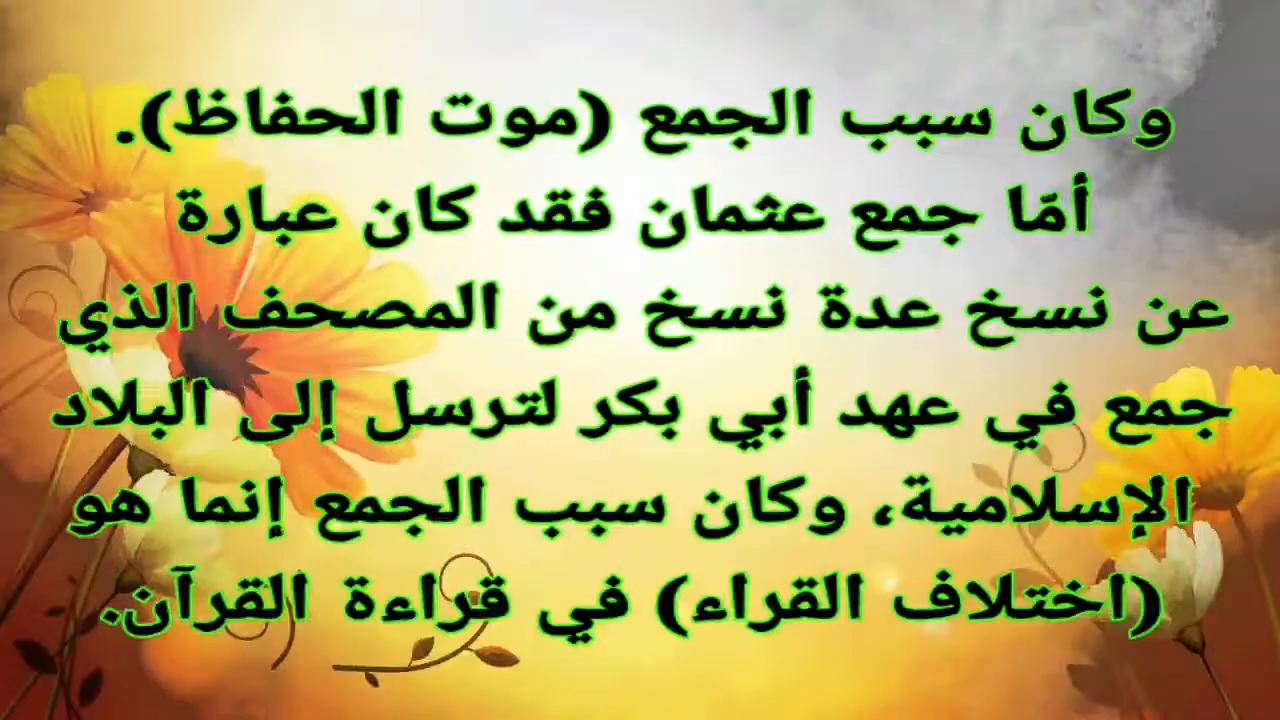 وكان سبب الجمع (موت الحفاظ).
أمّا جمع عثمان فقد كان عبارة
عن نسخ عدة نسخ من المصحف الذي
جمع في عهد أبي بكر لترسل إلى البلاد
الإسلامية، وكان سبب الجمع إنما هو
(اختلاف القراء) في قراءة القرآن.